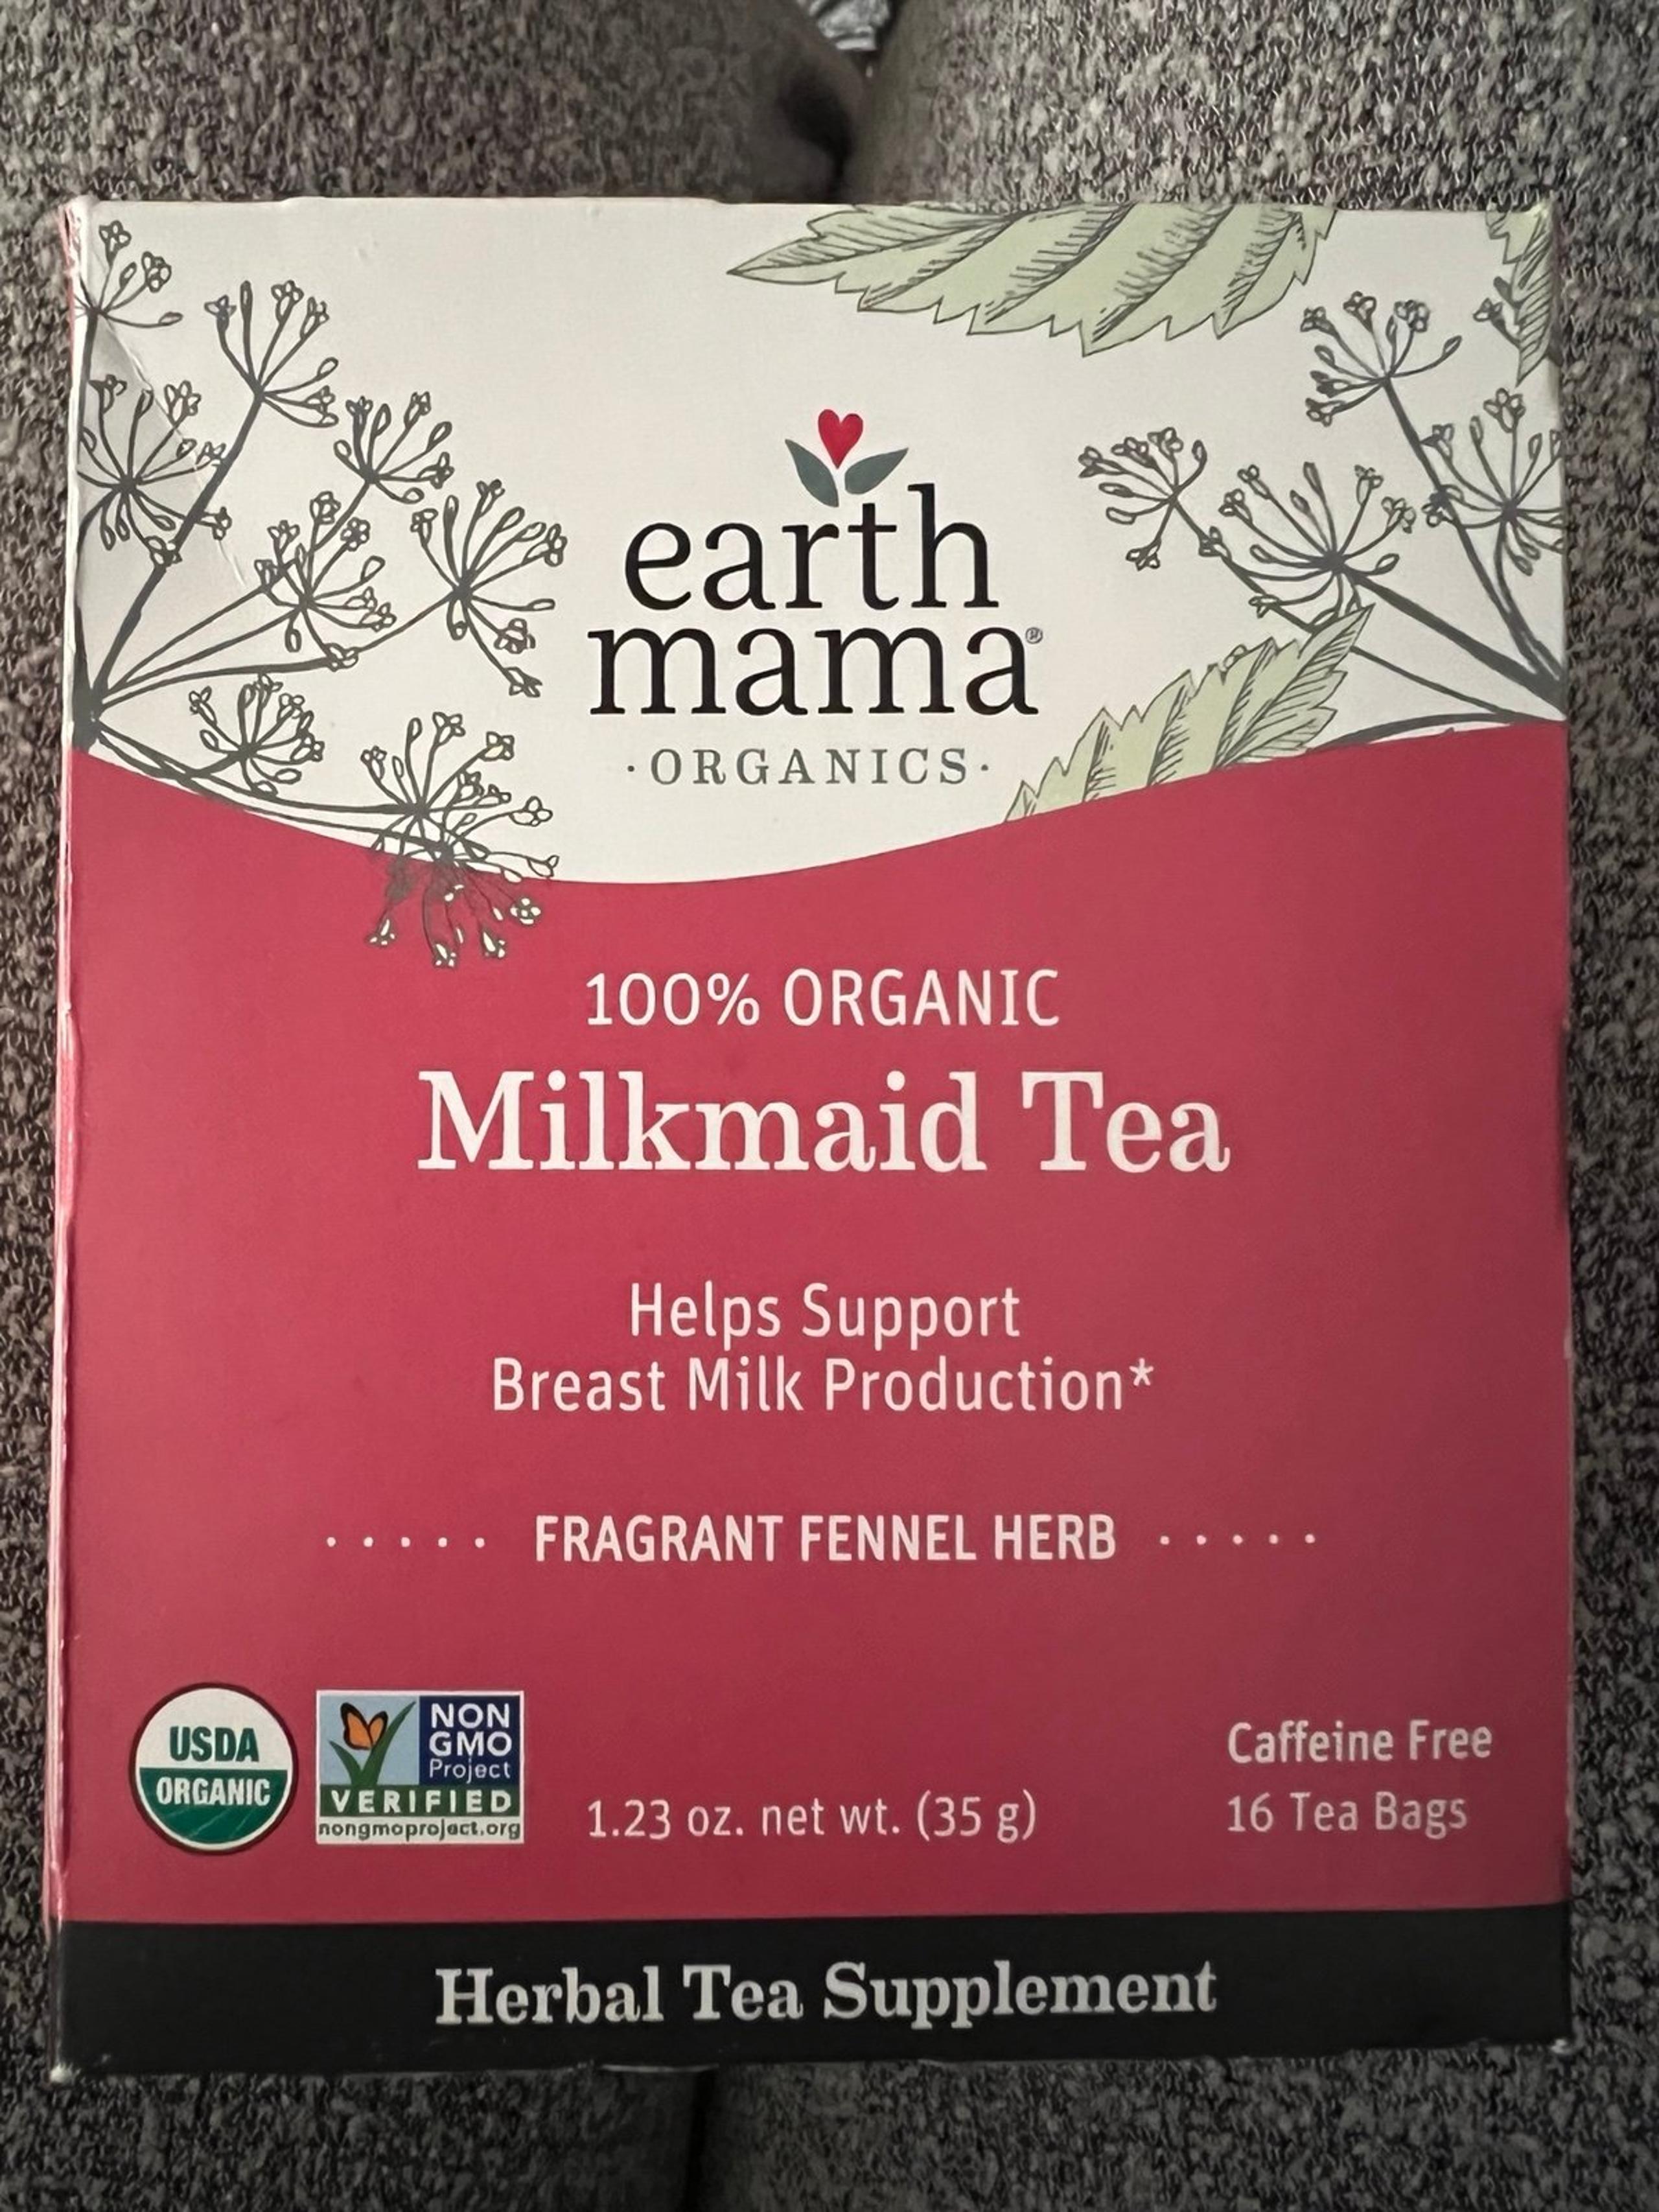 earth
mama®
·ORGANICS·
100% ORGANIC
Milkmaid Tea
Helps Support
Breast Milk Production*
..... FRAGRANT FENNEL HERB .....
USDA
ORGANIC
NON
GMO
Project
VERIFIED
nongmoproject.org
1.23 oz. net wt. (35 g)
Caffeine Free
16 Tea Bags
Herbal Tea Supplement